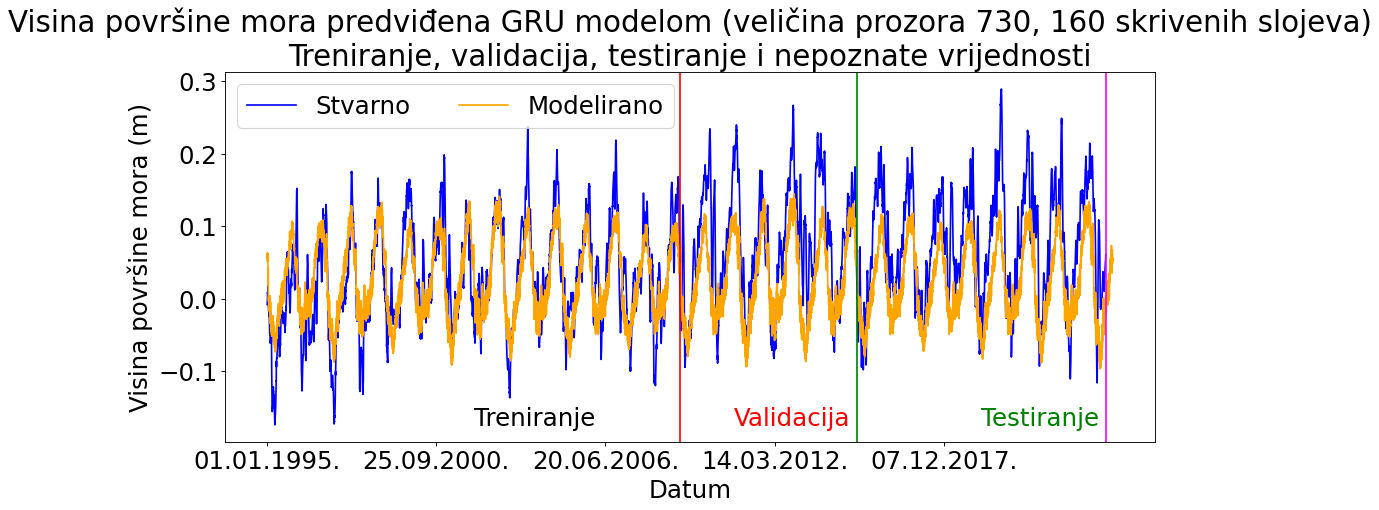 Visina površine mora predviđena GRU modelom (veličina prozora 730, 160 skrivenih slojeva)
Treniranje, validacija, testiranje i nepoznate vrijednosti
Stvarno Modelirano
Visina površine mora (m)
0.3
0.2
0.1
0.0
−0.1
Treniranje Validacija Testiranje
01.01.1995. 25.09.2000. 20.06.2006. 14.03.2012. 07.12.2017.
Datum